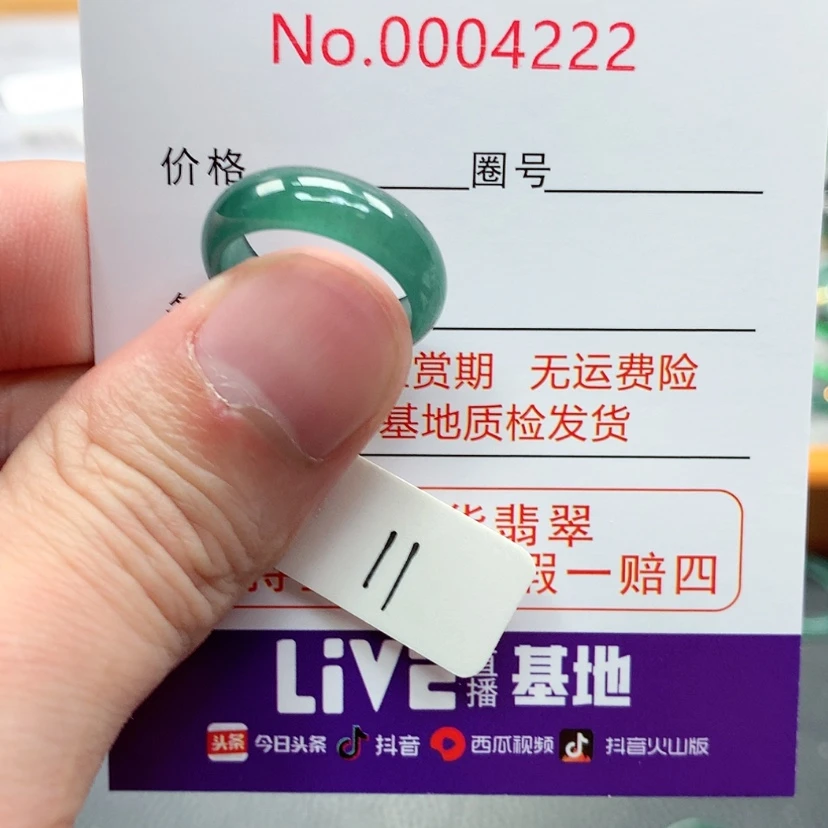 No.0004222
价格 圈号
赏期 无运费险
基地质检发货
翡翠
假一赔四
11
LiVE 直播 基地
头条 今日头条 抖音 西瓜视频 抖音火山版